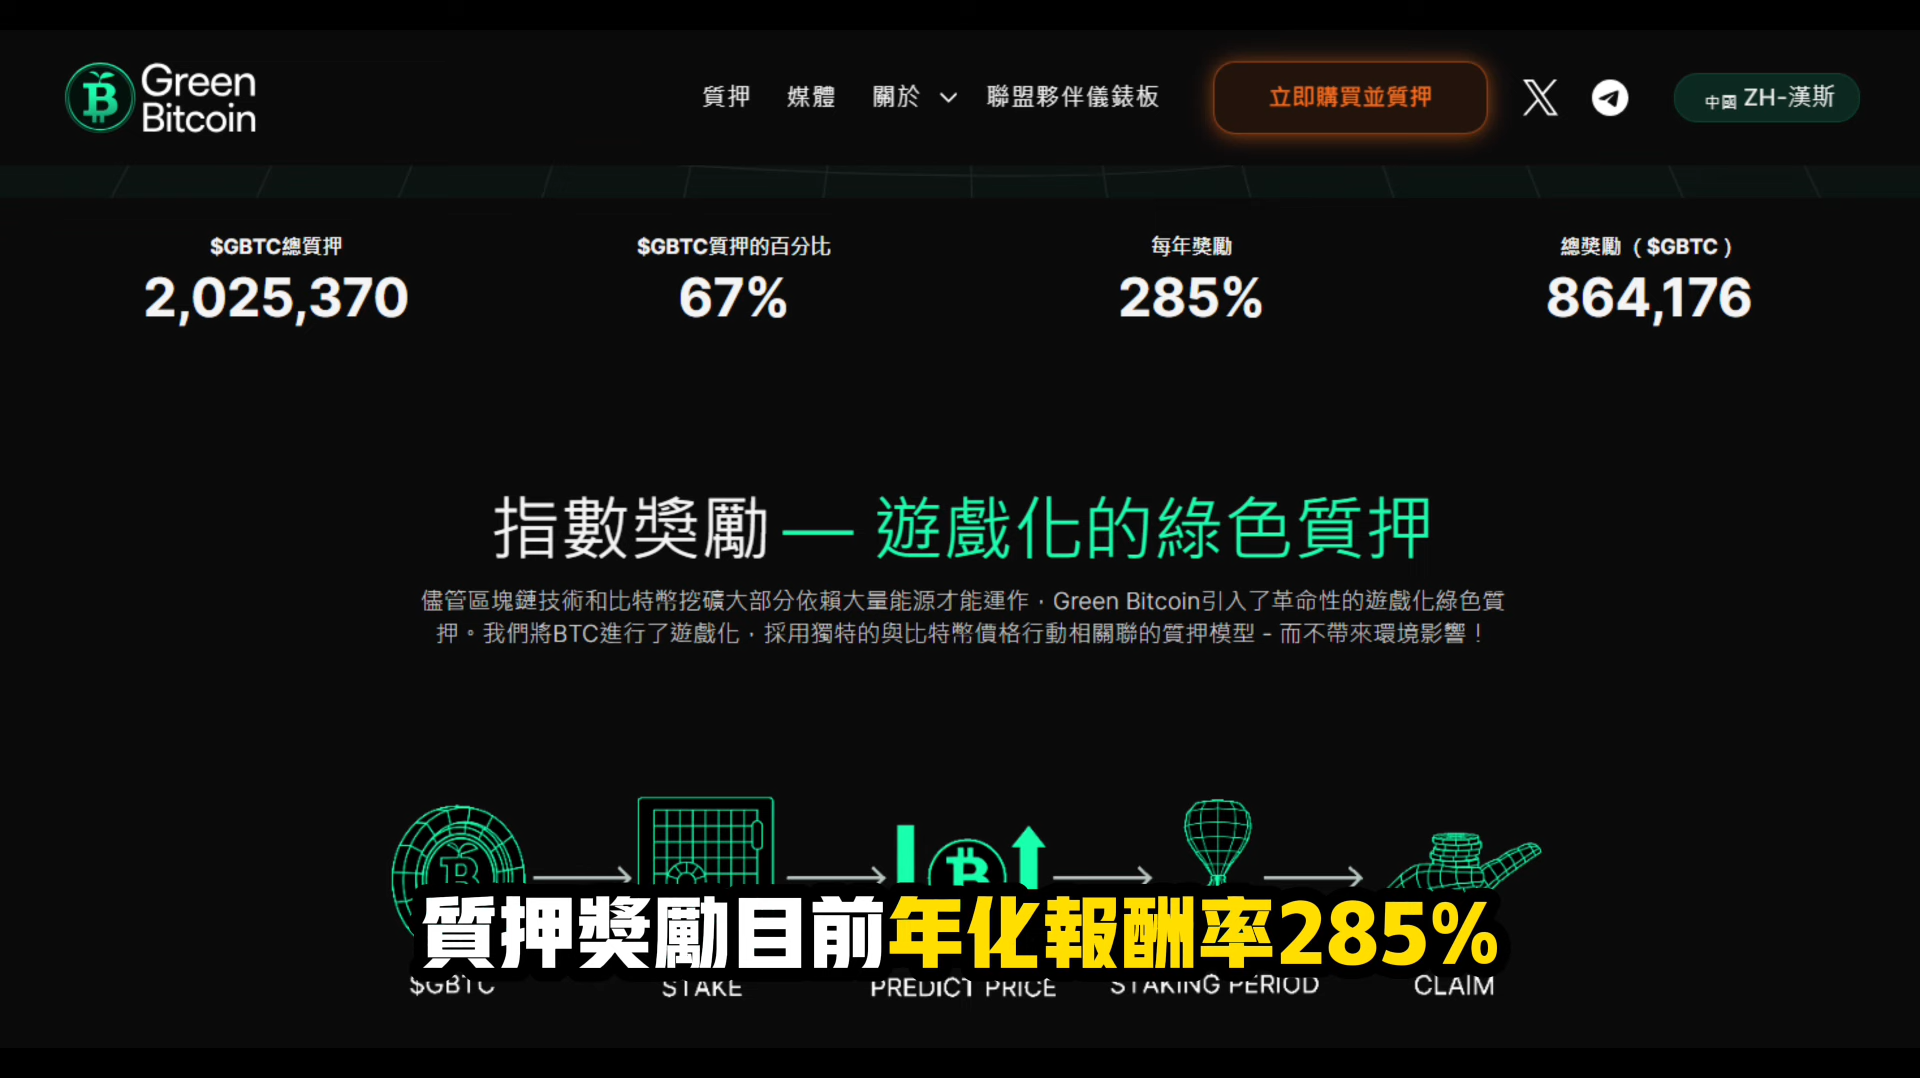 Green
Bitcoin
質押 媒體 關於 聯盟夥伴儀錶板 立即購買並質押 中國 ZH-漢斯
$GBTC總質押 $GBTC質押的百分比 每年獎勵 總獎勵（$GBTC）
2,025,370 67% 285% 864,176
指數獎勵 — 遊戲化的綠色質押
儘管區塊鏈技術和比特幣挖礦大部分依賴大量能源才能運作，Green Bitcoin引入了革命性的遊戲化綠色質
押。我們將BTC進行了遊戲化，採用獨特的與比特幣價格行動相關聯的質押模型 - 而不帶來環境影響！
質押獎勵目前年化報酬率285%
$GBTC STAKE PREDICT PRICE STAKING PERIOD CLAIM